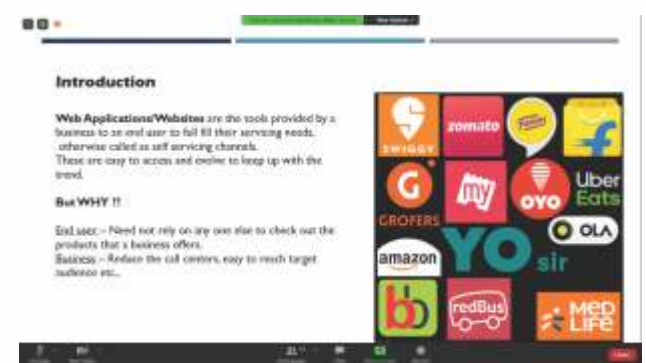 Introduction
Web Applications/Websites are the tools provided by a
business to an end user to full fill their servicing needs,
otherwise called as self servicing channels.
These are easy to access and evolve to keep up with the
trend.
But WHY !!
End user – Need not rely on any one else to check out the
products that a business offers.
Business – Reduce the call centers, easy to reach target
audience etc.,
SWIGGY
zomato
GROFERS
my
OYO
Uber
Eats
OLA
amazon
YO
sir
bb
redBus
MED
LIFE